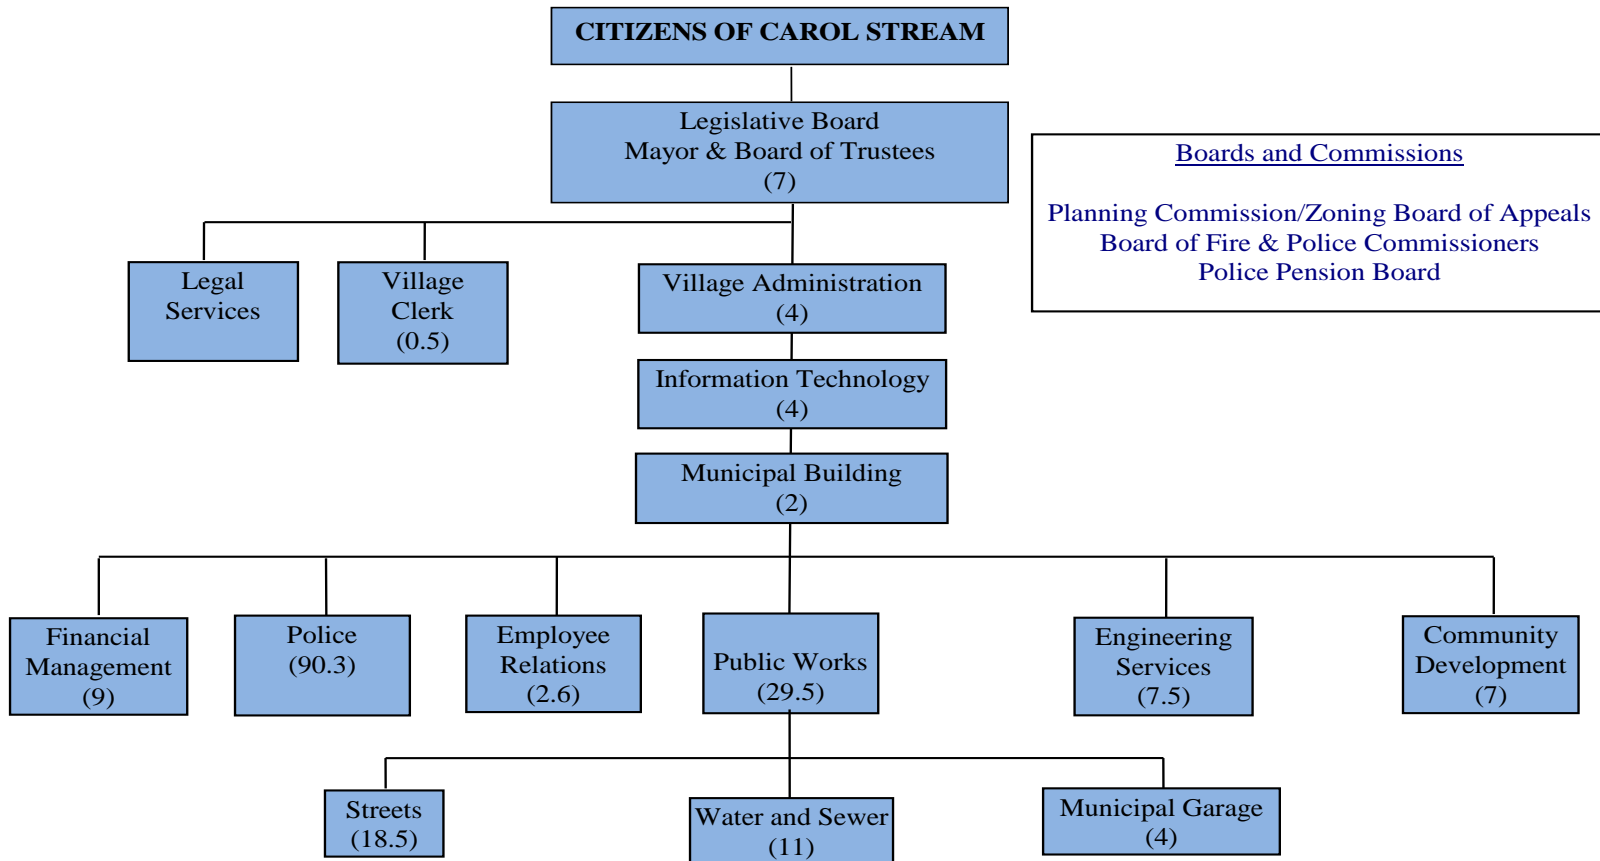 CITIZENS OF CAROL STREAM
Legislative Board
Mayor & Board of Trustees
(7)
Boards and Commissions
Planning Commission/Zoning Board of Appeals
Board of Fire & Police Commissioners
Police Pension Board
Legal
Services
Village
Clerk
(0.5)
Village Administration
(4)
Information Technology
(4)
Municipal Building
(2)
Financial
Management
(9)
Police
(90.3)
Employee
Relations
(2.6)
Public Works
(29.5)
Engineering
Services
(7.5)
Community
Development
(7)
Streets
(18.5)
Water and Sewer
(11)
Municipal Garage
(4)